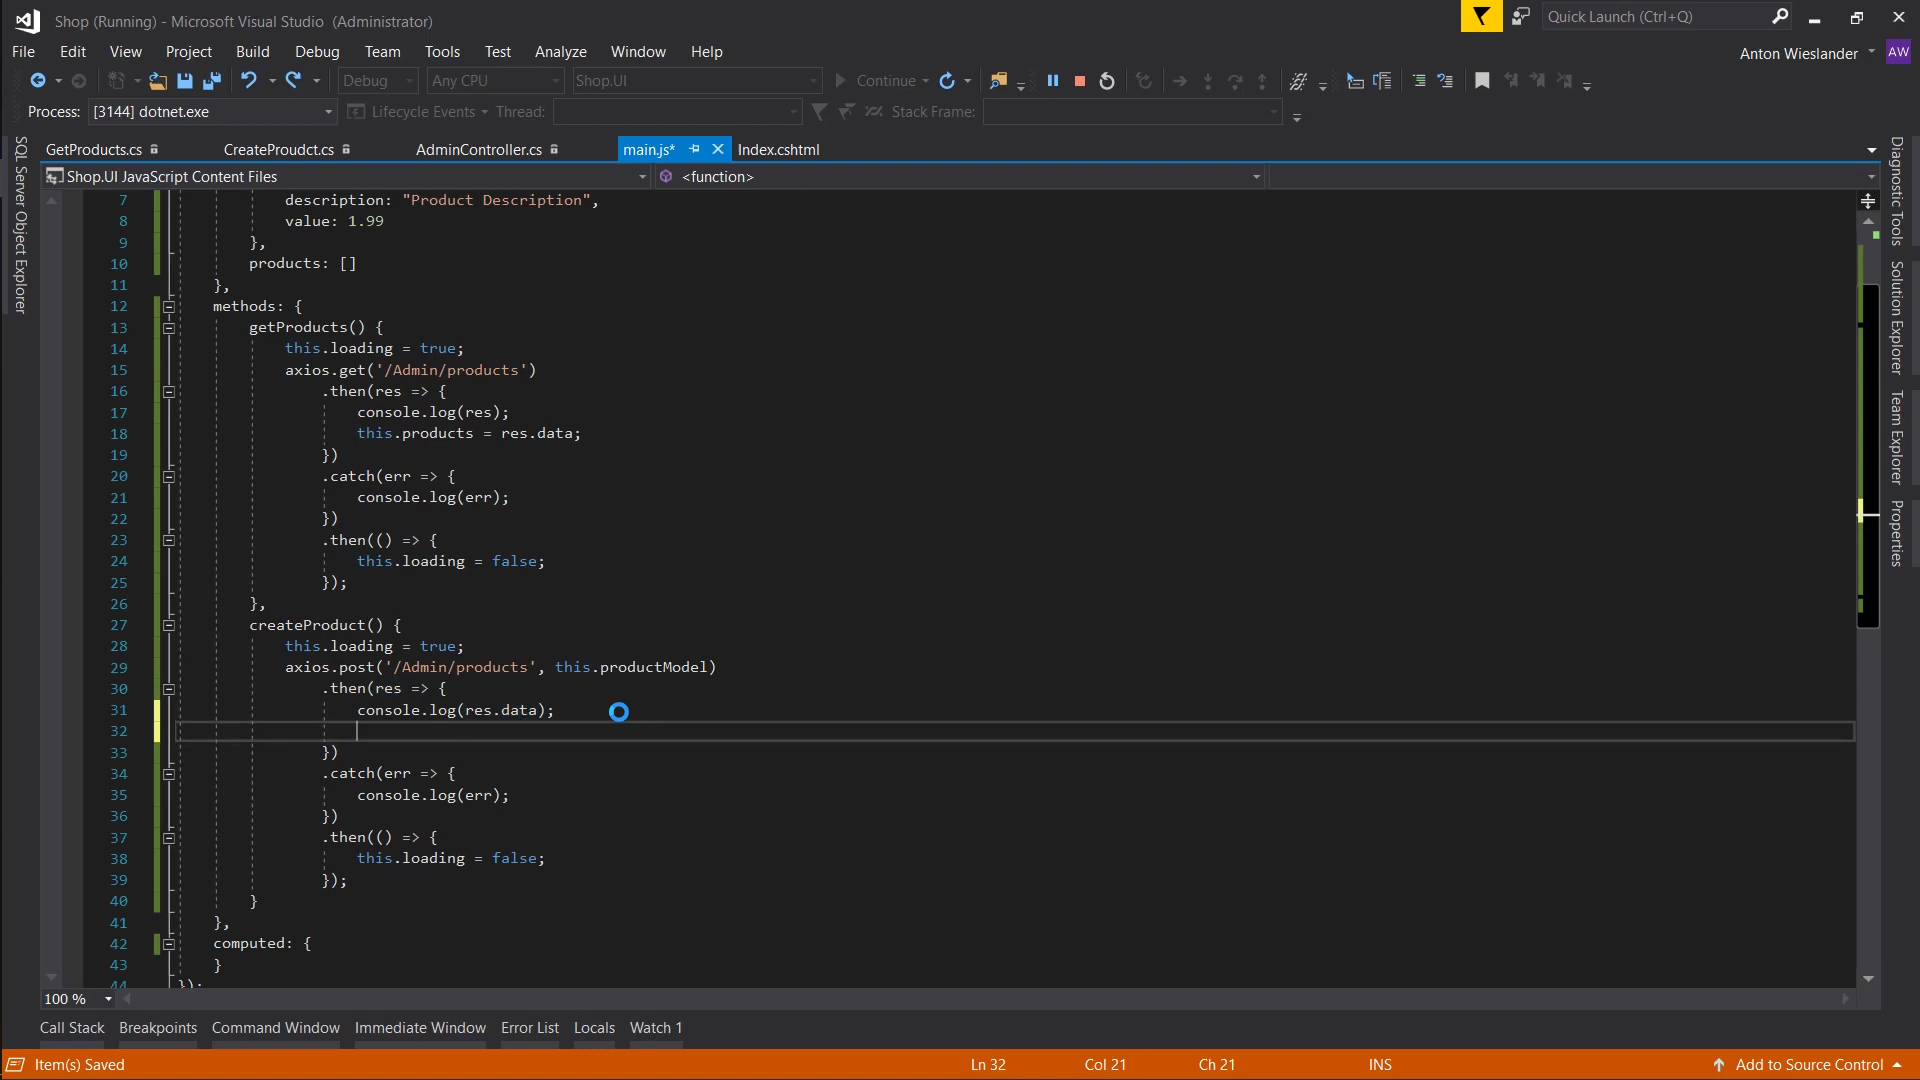 Shop (Running) - Microsoft Visual Studio (Administrator)
Quick Launch (Ctrl+Q)
File Edit View Project Build Debug Team Tools Test Analyze Window Help
Anton Wieslander AW
Debug Any CPU Shop.UI Continue
Process: [3144] dotnet.exe Lifecycle Events Thread: Stack Frame:
GetProducts.cs CreateProudct.cs AdminController.cs main.js* Index.cshtml
Shop.UI JavaScript Content Files <function>
SQL Server Object Explorer
7 description: "Product Description",
8 value: 1.99
9 },
10 products: []
11 },
12 methods: {
13 getProducts() {
14 this.loading = true;
15 axios.get('/Admin/products')
16 .then(res => {
17 console.log(res);
18 this.products = res.data;
19 })
20 .catch(err => {
21 console.log(err);
22 })
23 .then(() => {
24 this.loading = false;
25 });
26 },
27 createProduct() {
28 this.loading = true;
29 axios.post('/Admin/products', this.productModel)
30 .then(res => {
31 console.log(res.data);
32
33 })
34 .catch(err => {
35 console.log(err);
36 })
37 .then(() => {
38 this.loading = false;
39 });
40 }
41 },
42 computed: {
43 }
44 });
Diagnostic Tools
Solution Explorer
Team Explorer
Properties
100 %
Call Stack Breakpoints Command Window Immediate Window Error List Locals Watch 1
Item(s) Saved Ln 32 Col 21 Ch 21 INS Add to Source Control